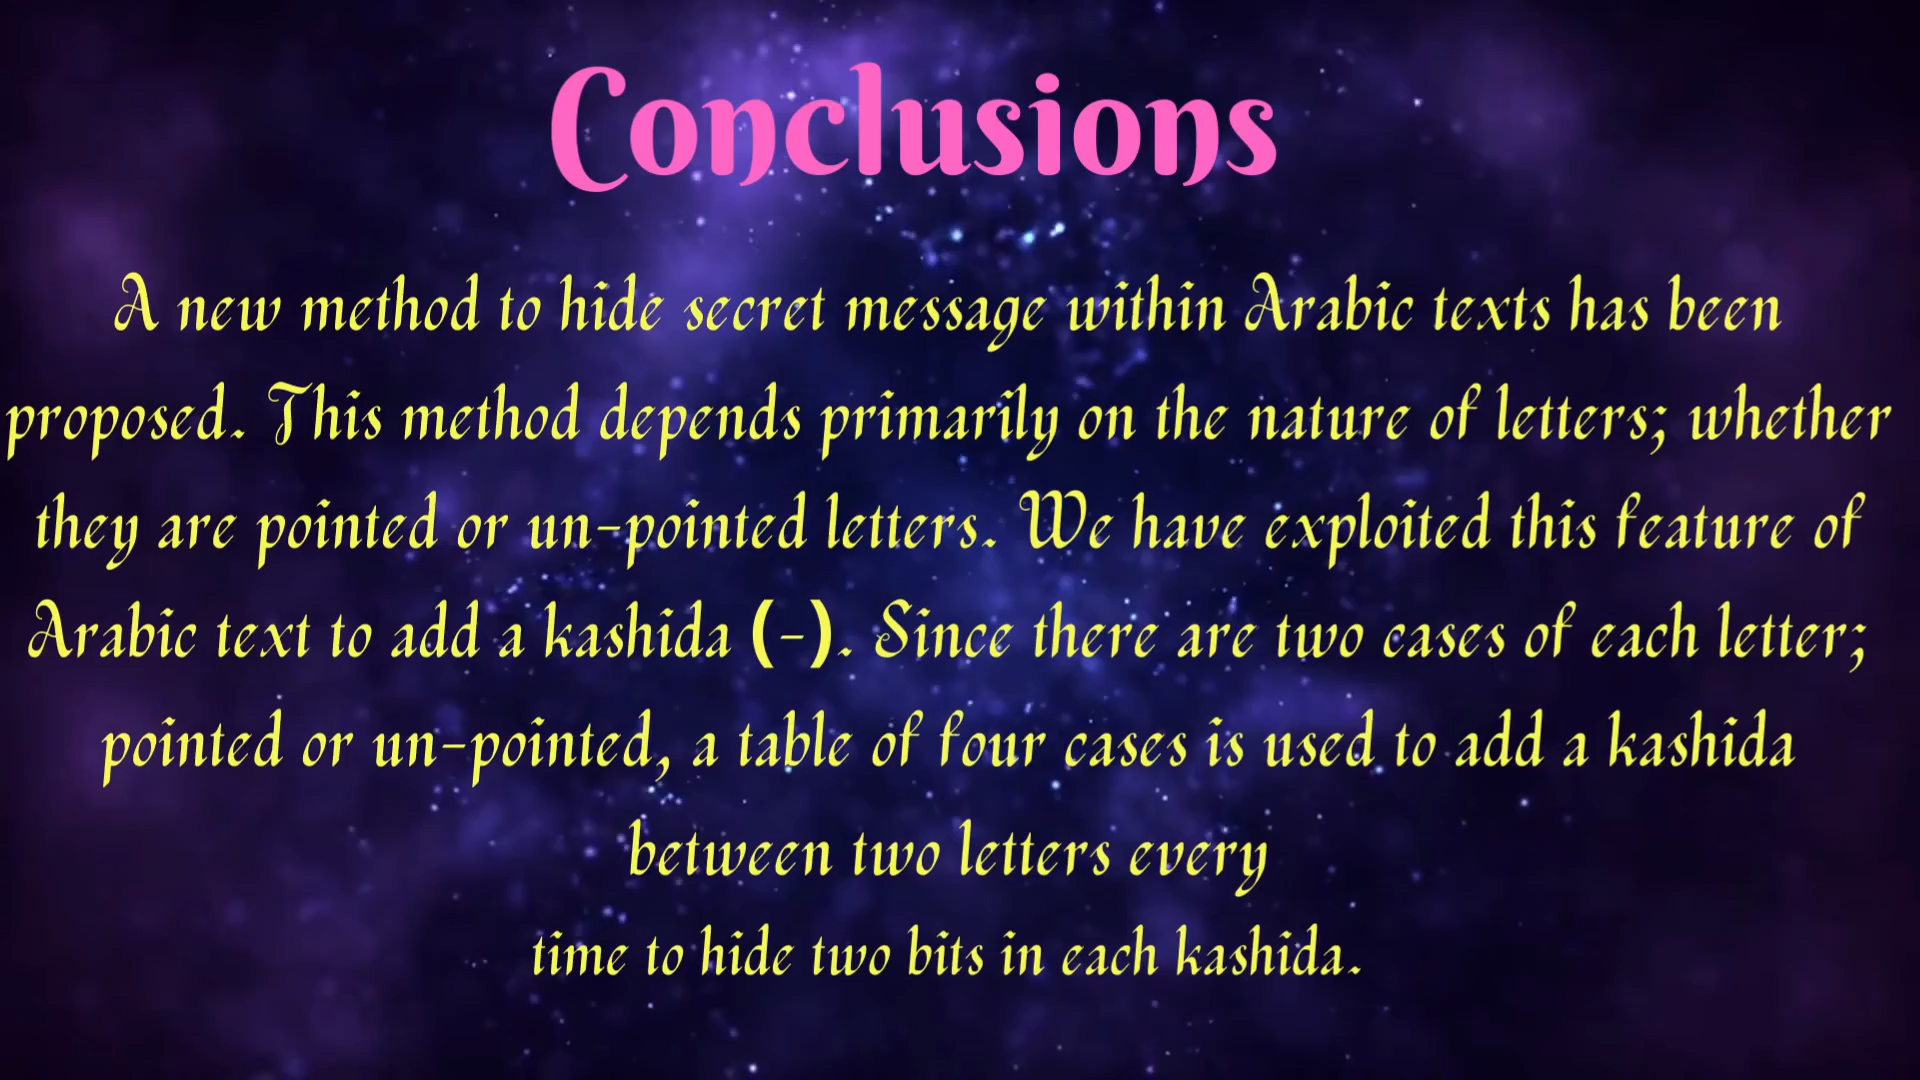 Conclusions
A new method to hide secret message within Arabic texts has been
proposed. This method depends primarily on the nature of letters; whether
they are pointed or un-pointed letters. We have exploited this feature of
Arabic text to add a kashida (-). Since there are two cases of each letter;
pointed or un-pointed, a table of four cases is used to add a kashida
between two letters every
time to hide two bits in each kashida.